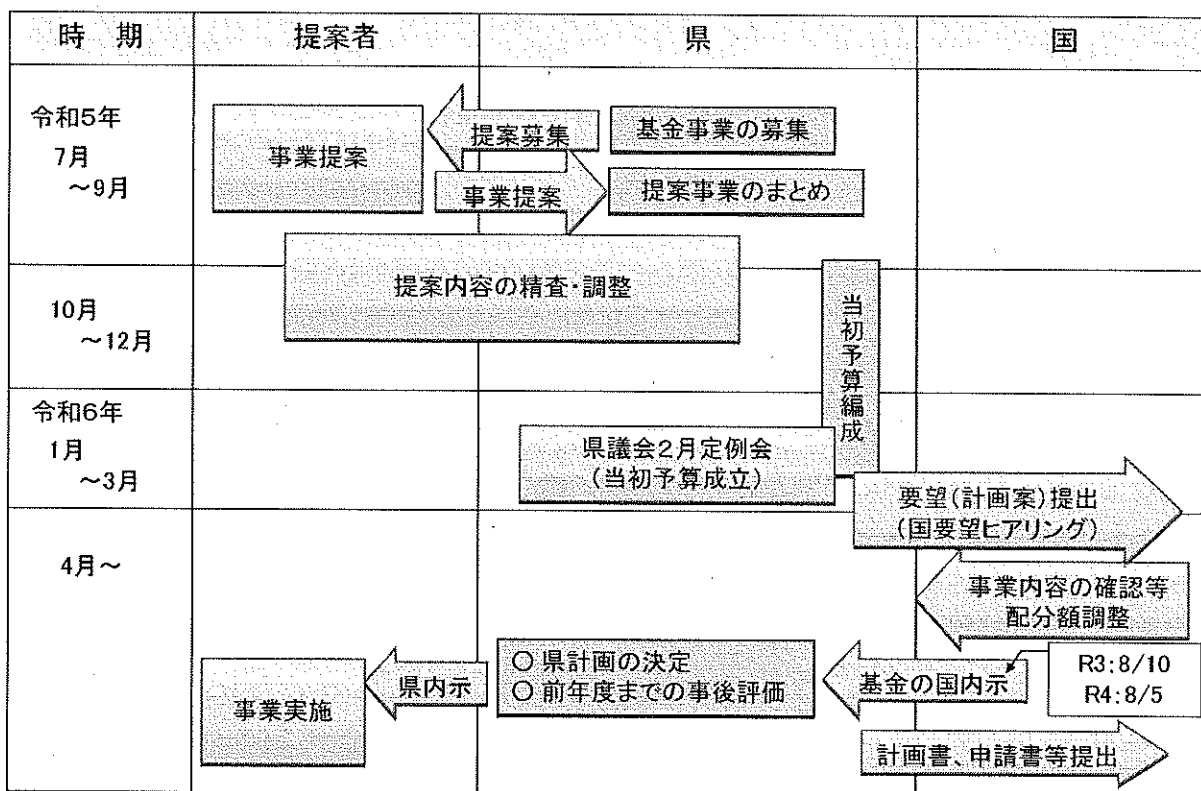 時 期
提案者
県
国
令和5年
7月
～9月
事業提案
提案募集
基金事業の募集
事業提案
提案事業のまとめ
提案内容の精査・調整
10月
～12月
当初予算編成
令和6年
1月
～3月
県議会2月定例会
(当初予算成立)
要望(計画案)提出
(国要望ヒアリング)
4月～
事業内容の確認等
配分額調整
事業実施
県内示
○ 県計画の決定
○ 前年度までの事後評価
基金の国内示
R3:8/10
R4:8/5
計画書、申請書等提出